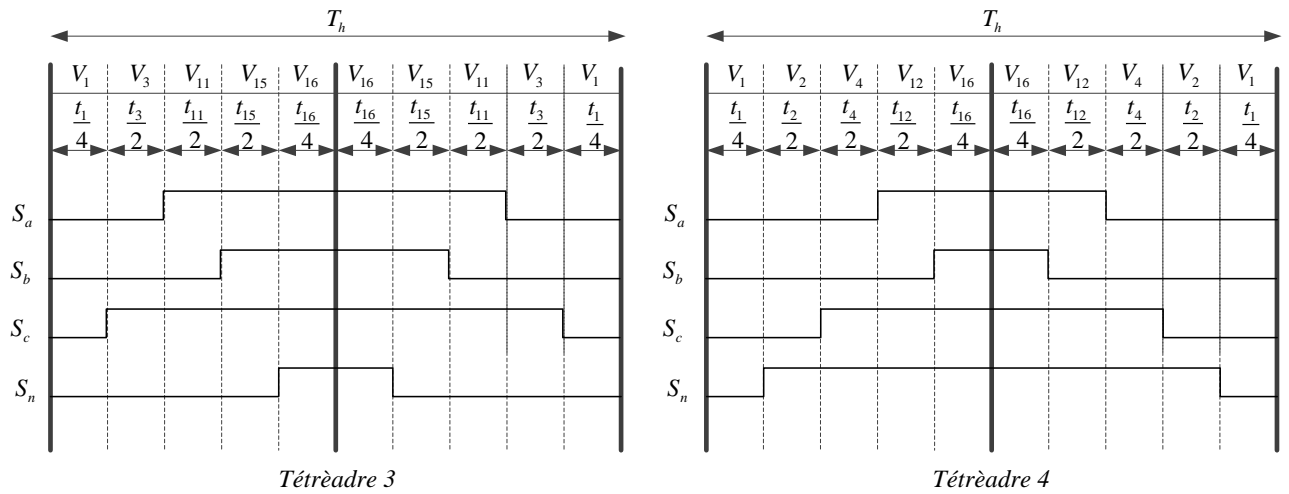 T_h T_h
V_1 V_3 V_11 V_15 V_16 V_16 V_15 V_11 V_3 V_1 V_1 V_2 V_4 V_12 V_16 V_16 V_12 V_4 V_2 V_1
t_1 t_3 t_11 t_15 t_16 t_16 t_15 t_11 t_3 t_1 t_1 t_2 t_4 t_12 t_16 t_16 t_12 t_4 t_2 t_1
4 2 2 2 4 4 2 2 2 4 4 2 2 2 4 4 2 2 2 4
S_a S_a
S_b S_b
S_c S_c
S_n S_n
Tétrèadre 3 Tétrèadre 4